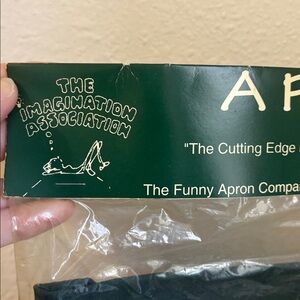 THE
IMAGINATION
ASSOCIATION
AP
"The Cutting Edge
The Funny Apron Compa